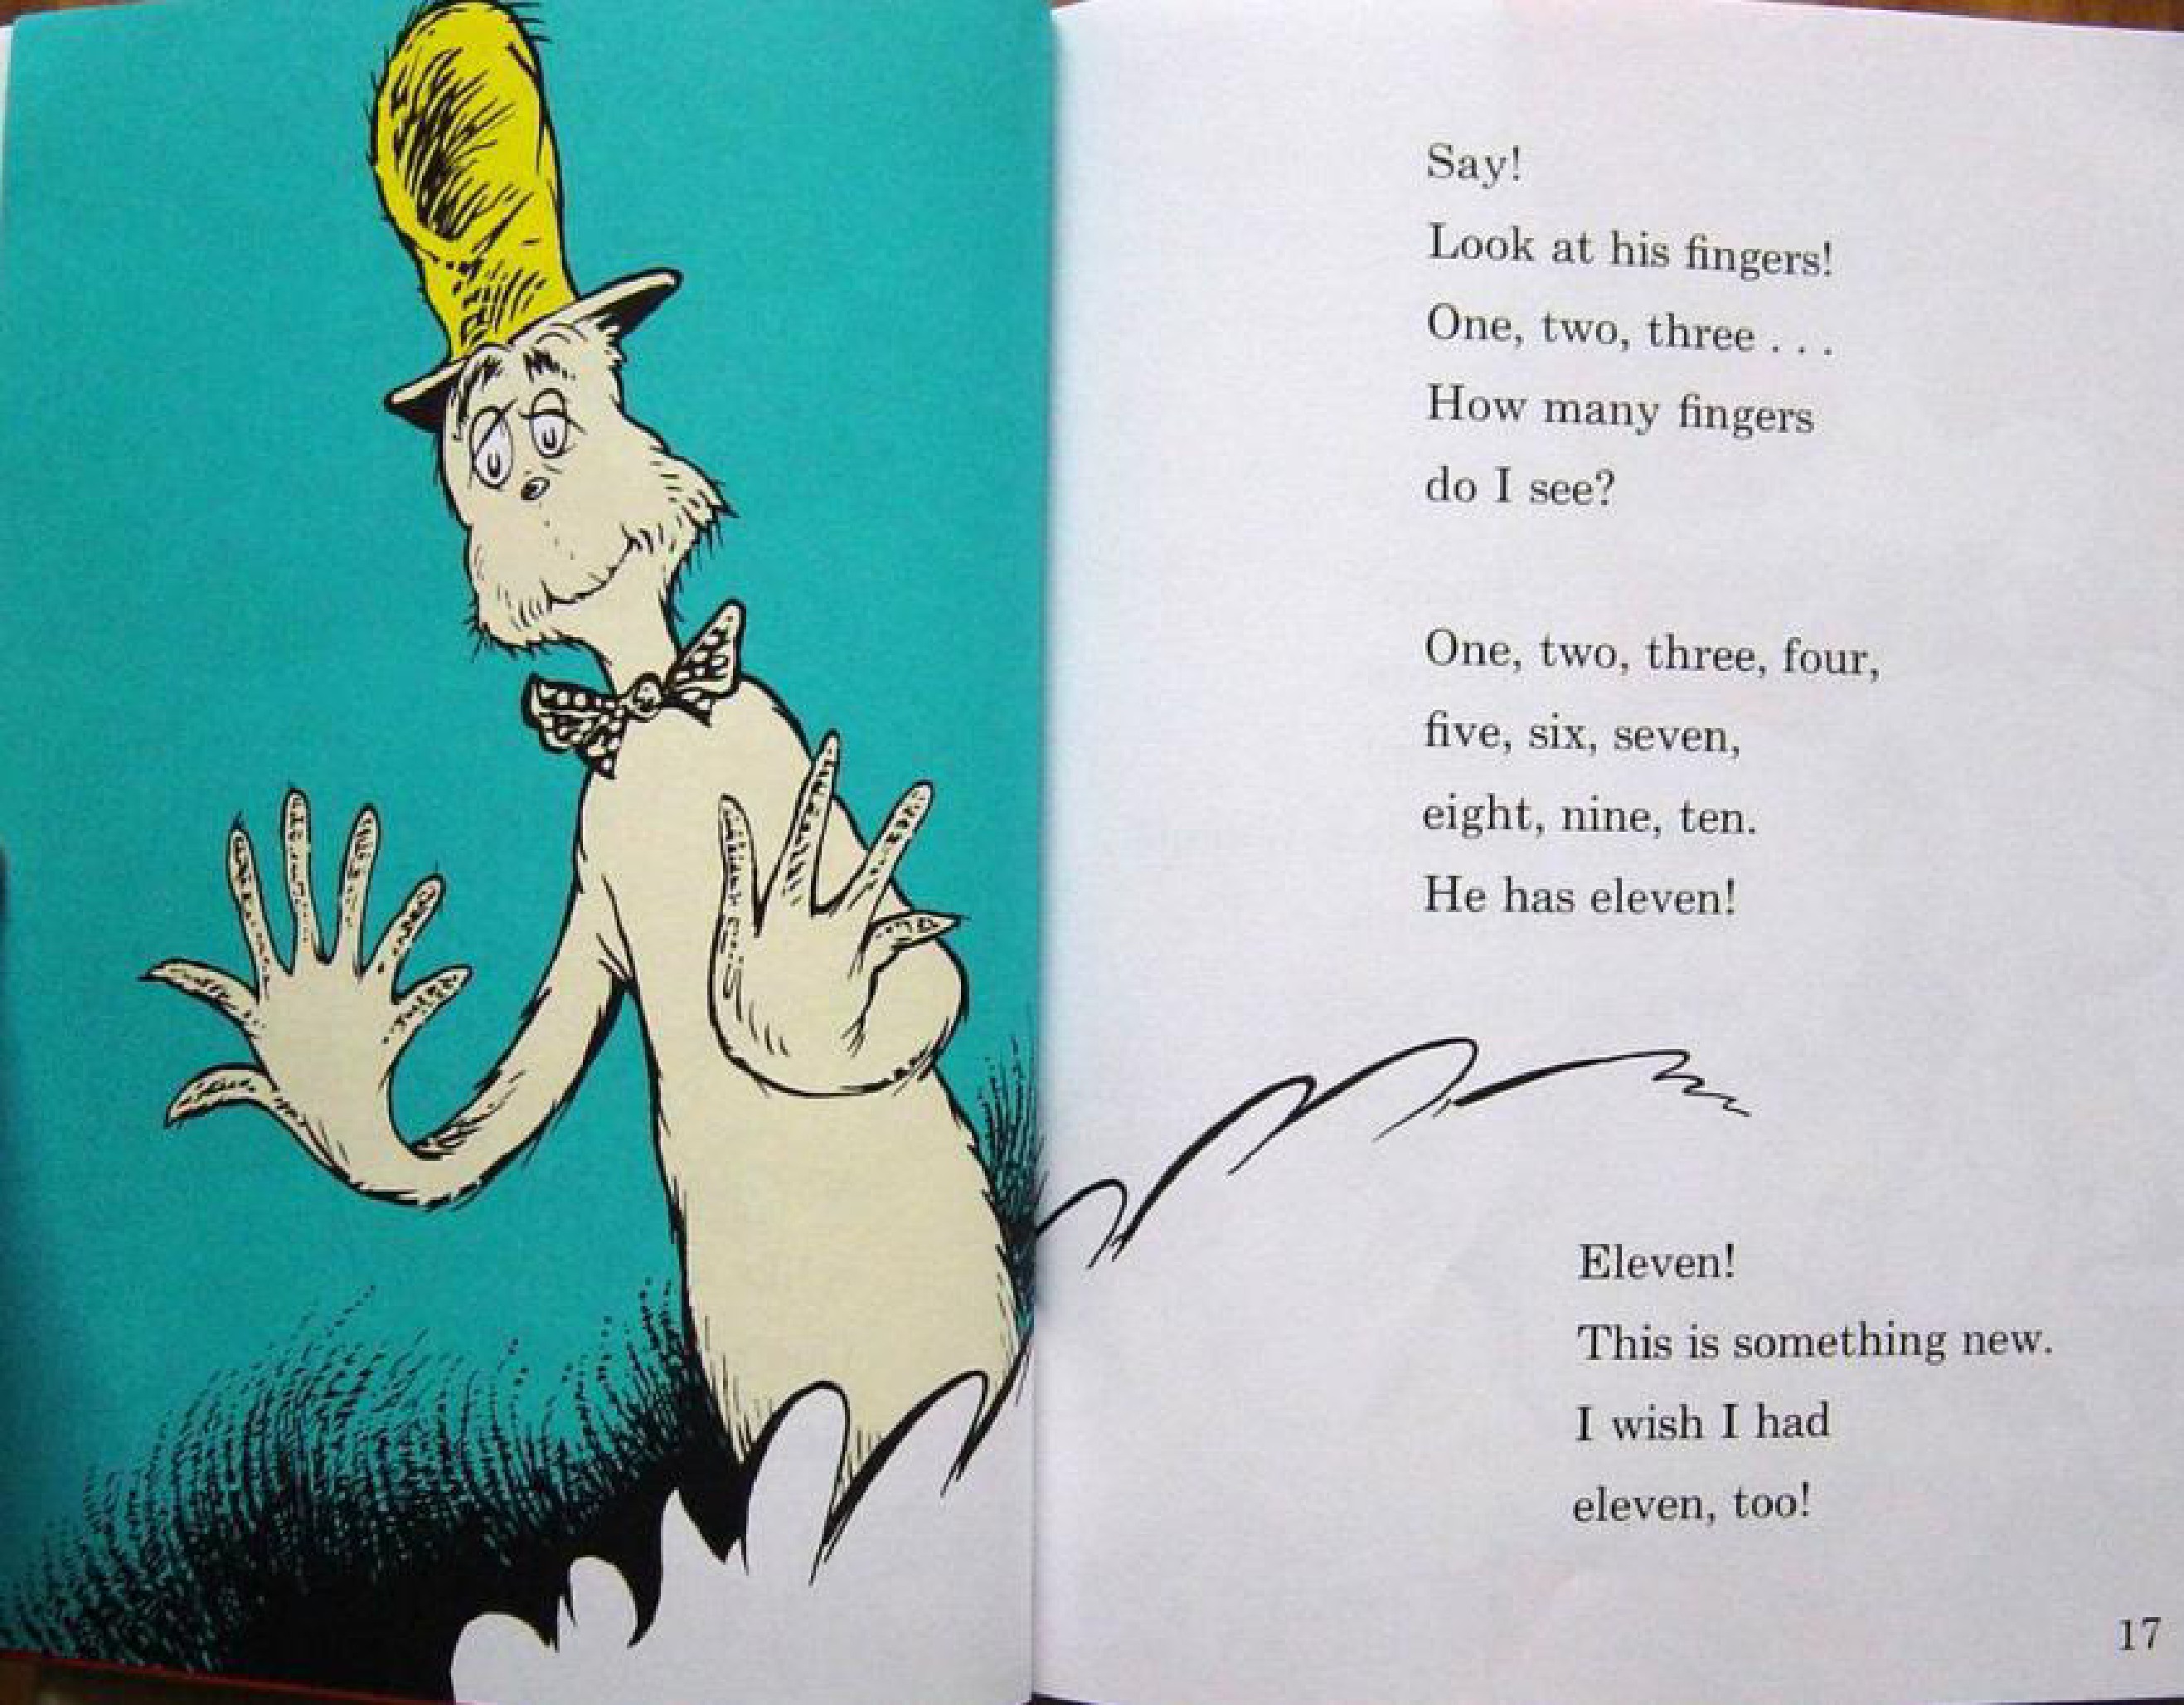 Say!
Look at his fingers!
One, two, three . . .
How many fingers
do I see?
One, two, three, four,
five, six, seven,
eight, nine, ten.
He has eleven!
Eleven!
This is something new.
I wish I had
eleven, too!
17